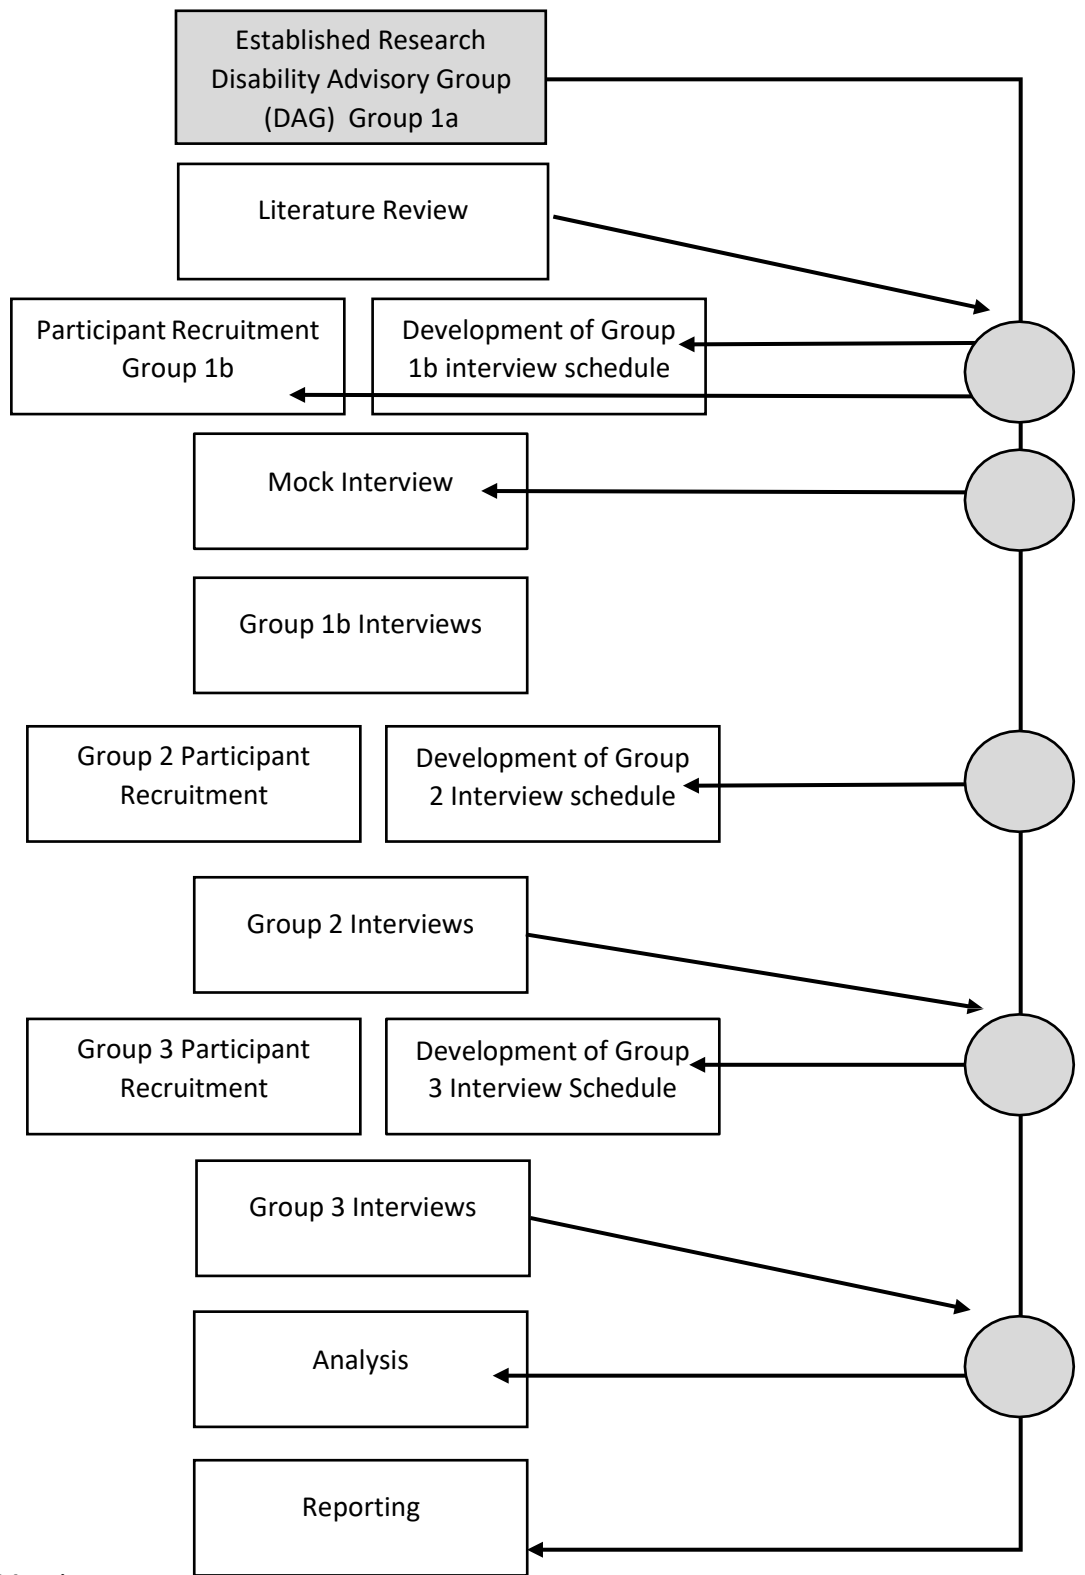 Established Research
Disability Advisory Group
(DAG) Group 1a
Literature Review
Participant Recruitment
Group 1b
Development of Group
1b interview schedule
Mock Interview
Group 1b Interviews
Group 2 Participant
Recruitment
Development of Group
2 Interview schedule
Group 2 Interviews
Group 3 Participant
Recruitment
Development of Group
3 Interview Schedule
Group 3 Interviews
Analysis
Reporting